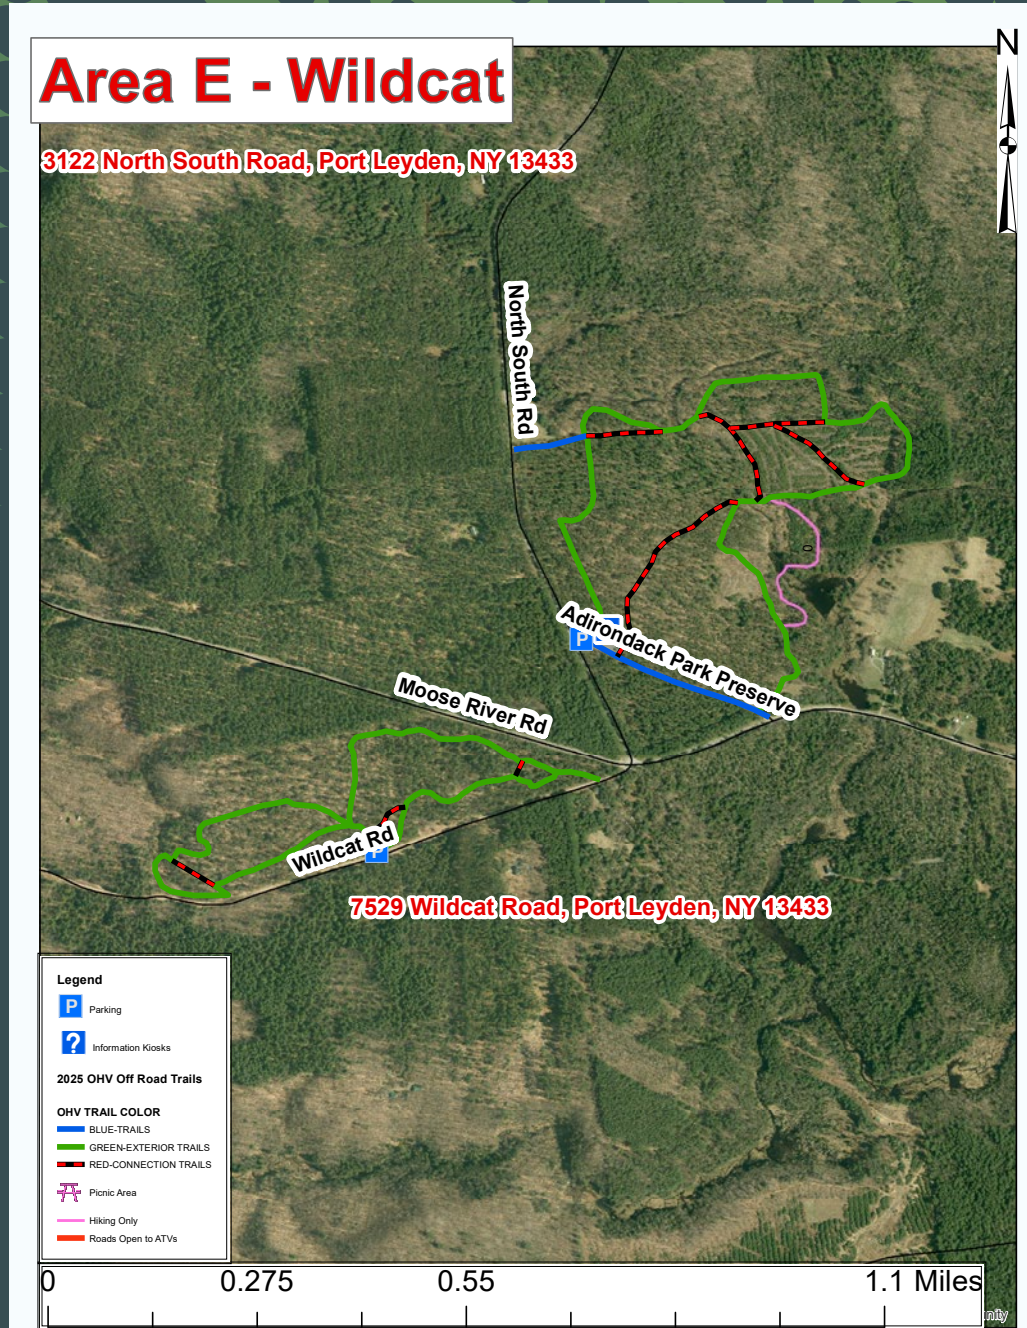 Area E - Wildcat
N
3122 North South Road, Port Leyden, NY 13433
North South Rd
Adirondack Park Preserve
P
Moose River Rd
Wildcat Rd
P
7529 Wildcat Road, Port Leyden, NY 13433
Legend
P Parking
? Information Kiosks
2025 OHV Off Road Trails
OHV TRAIL COLOR
BLUE-TRAILS
GREEN-EXTERIOR TRAILS
RED-CONNECTION TRAILS
Picnic Area
Hiking Only
Roads Open to ATVs
0 0.275 0.55 1.1 Miles